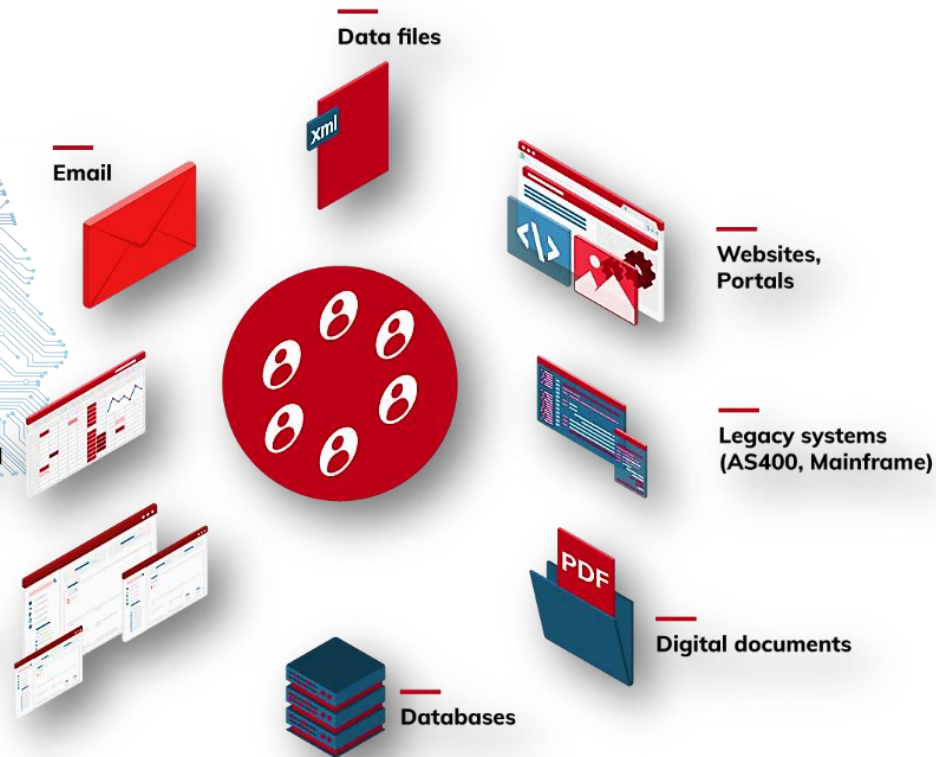 Data files
xml
Email
Websites,
Portals
Legacy systems
(AS400, Mainframe)
PDF
Digital documents
Databases